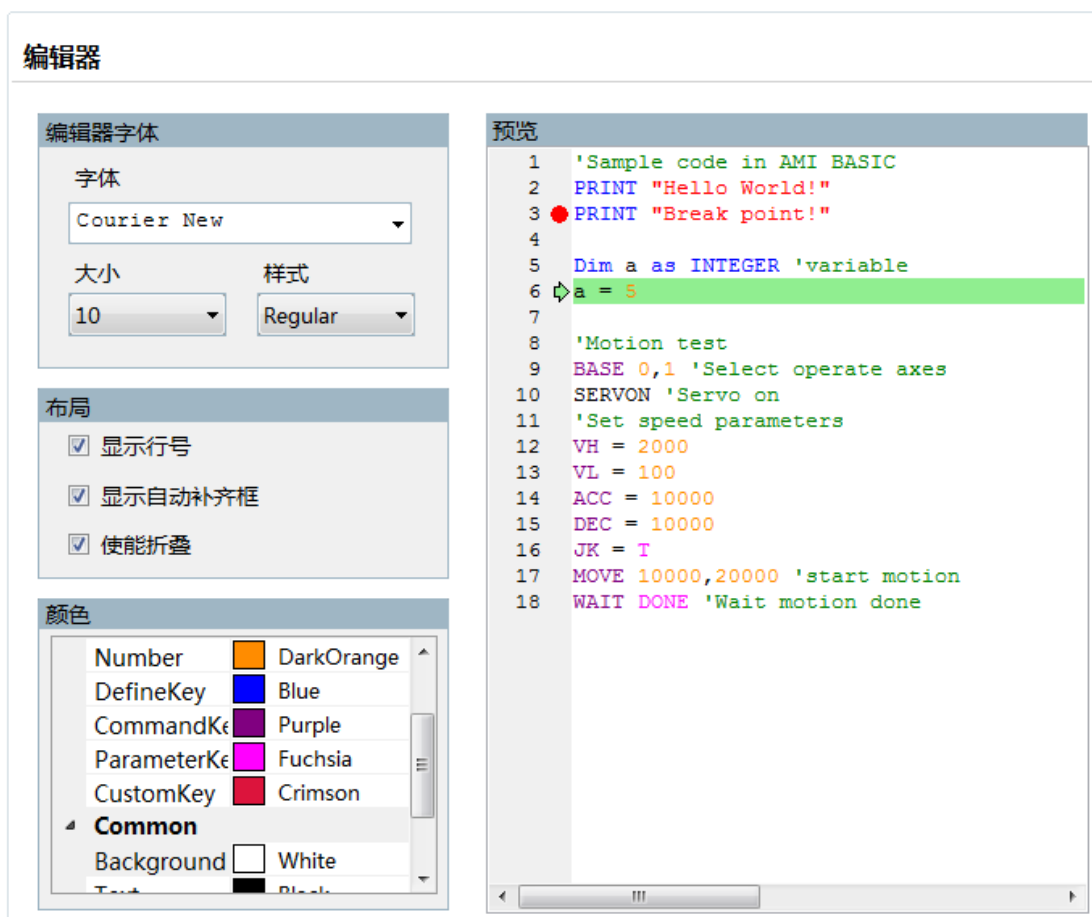 编辑器
编辑器字体
字体
Courier New
大小
样式
10
Regular
布局
显示行号
显示自动补齐框
使能折叠
颜色
Number DarkOrange
DefineKey Blue
CommandKe Purple
ParameterKe Fuchsia
CustomKey Crimson
Common
Background White
Text Black
预览
1 'Sample code in AMI BASIC
2 PRINT "Hello World!"
3 PRINT "Break point!"
4
5 Dim a as INTEGER 'variable
6 a = 5
7
8 'Motion test
9 BASE 0,1 'Select operate axes
10 SERVON 'Servo on
11 'Set speed parameters
12 VH = 2000
13 VL = 100
14 ACC = 10000
15 DEC = 10000
16 JK = T
17 MOVE 10000,20000 'start motion
18 WAIT DONE 'Wait motion done